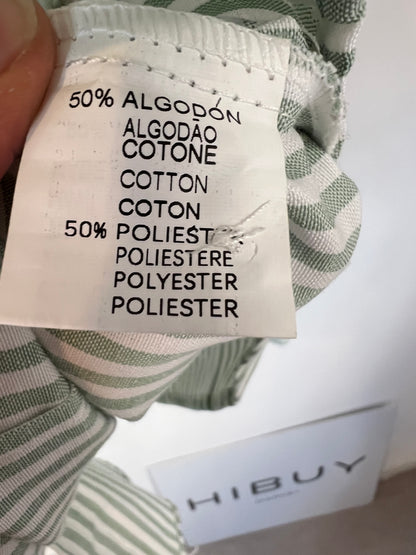 50% ALGODÓN
ALGODÃO
COTONE
COTTON
COTON
50% POLIEST
POLIESTERE
POLYESTER
POLIESTER
HIBUY